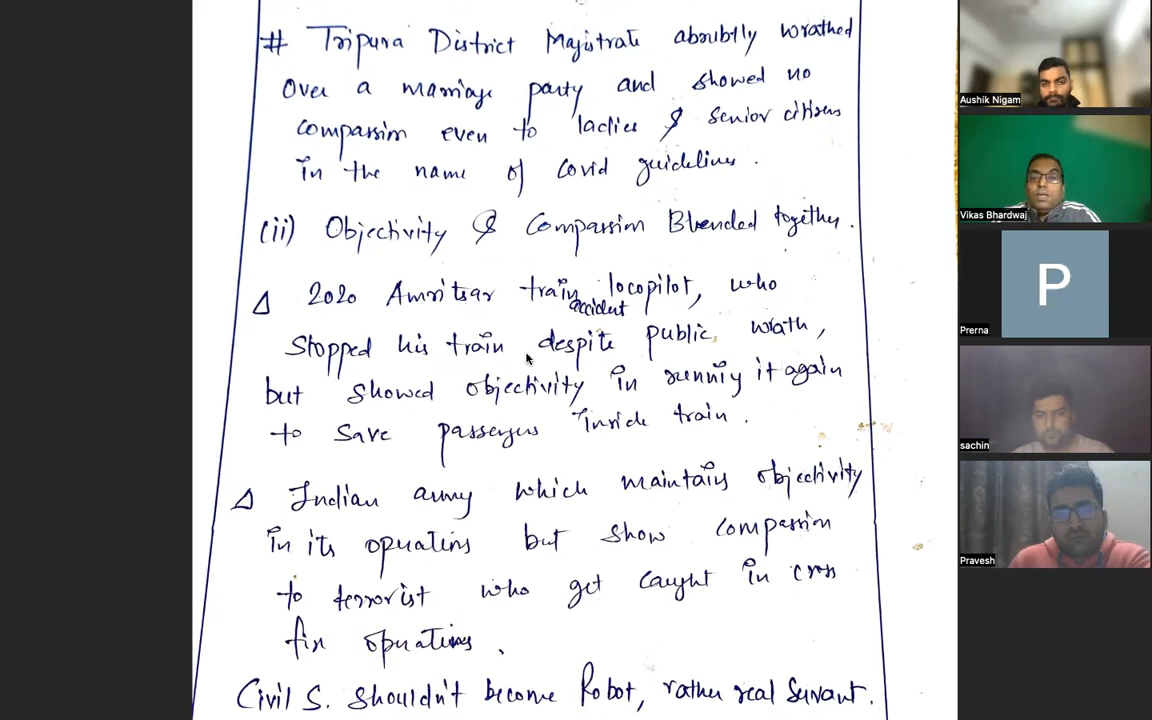 # Tripura District Magistrate aboubtly wrathed
Over a marriage party and showed no
compassion even to ladies & senior citizens
in the name of Covid guidelines.
(ii) Objectivity & Compassion Blended together.
Δ 2020 Amritsar train accident locopilot, who
stopped his train despite public wrath,
but showed objectivity in runnig it again
to save passengers inside train.
Δ Indian army which maintains objectivity
in its operations but show compassion
to terrorist who get caught in cross
fire operations.
Civil S. shouldn't become Robot, rather real Servant.
Aushik Nigam
Vikas Bhardwaj
P
Prerna
sachin
Pravesh